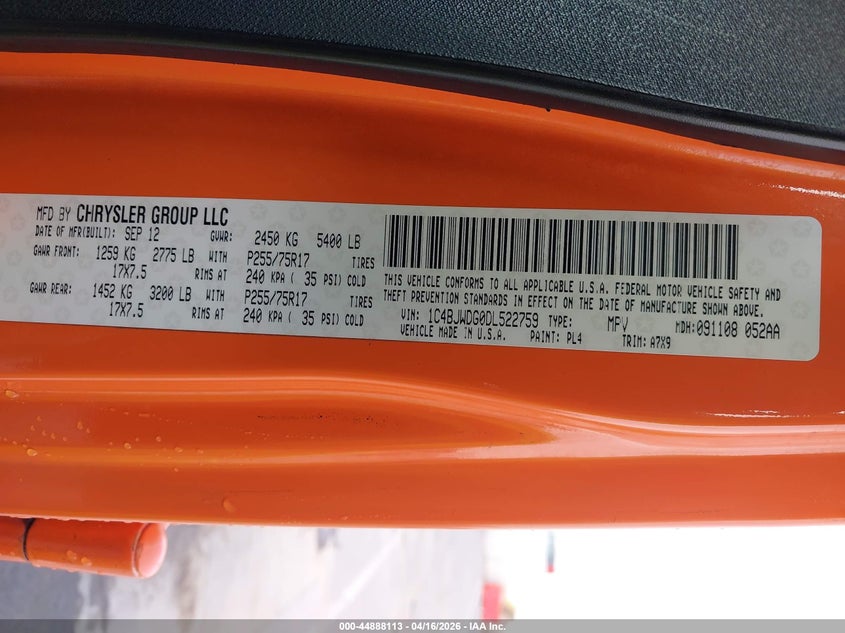 MFD BY CHRYSLER GROUP LLC
DATE OF MFR(BUILT): SEP 12 GVWR: 2450 KG 5400 LB
GAWR FRONT: 1259 KG 2775 LB WITH P255/75R17 TIRES
17X7.5 RIMS AT 240 KPA ( 35 PSI) COLD
GAWR REAR: 1452 KG 3200 LB WITH P255/75R17 TIRES
17X7.5 RIMS AT 240 KPA ( 35 PSI) COLD
THIS VEHICLE CONFORMS TO ALL APPLICABLE U.S.A. FEDERAL MOTOR VEHICLE SAFETY AND
THEFT PREVENTION STANDARDS IN EFFECT ON THE DATE OF MANUFACTURE SHOWN ABOVE.
VIN: 1C4BJWDG0DL522759 TYPE: MPV MDH:091108 052AA
VEHICLE MADE IN U.S.A. PAINT: PL4 TRIM: A7X9
000-44888113 - 04/16/2026 - IAA Inc.